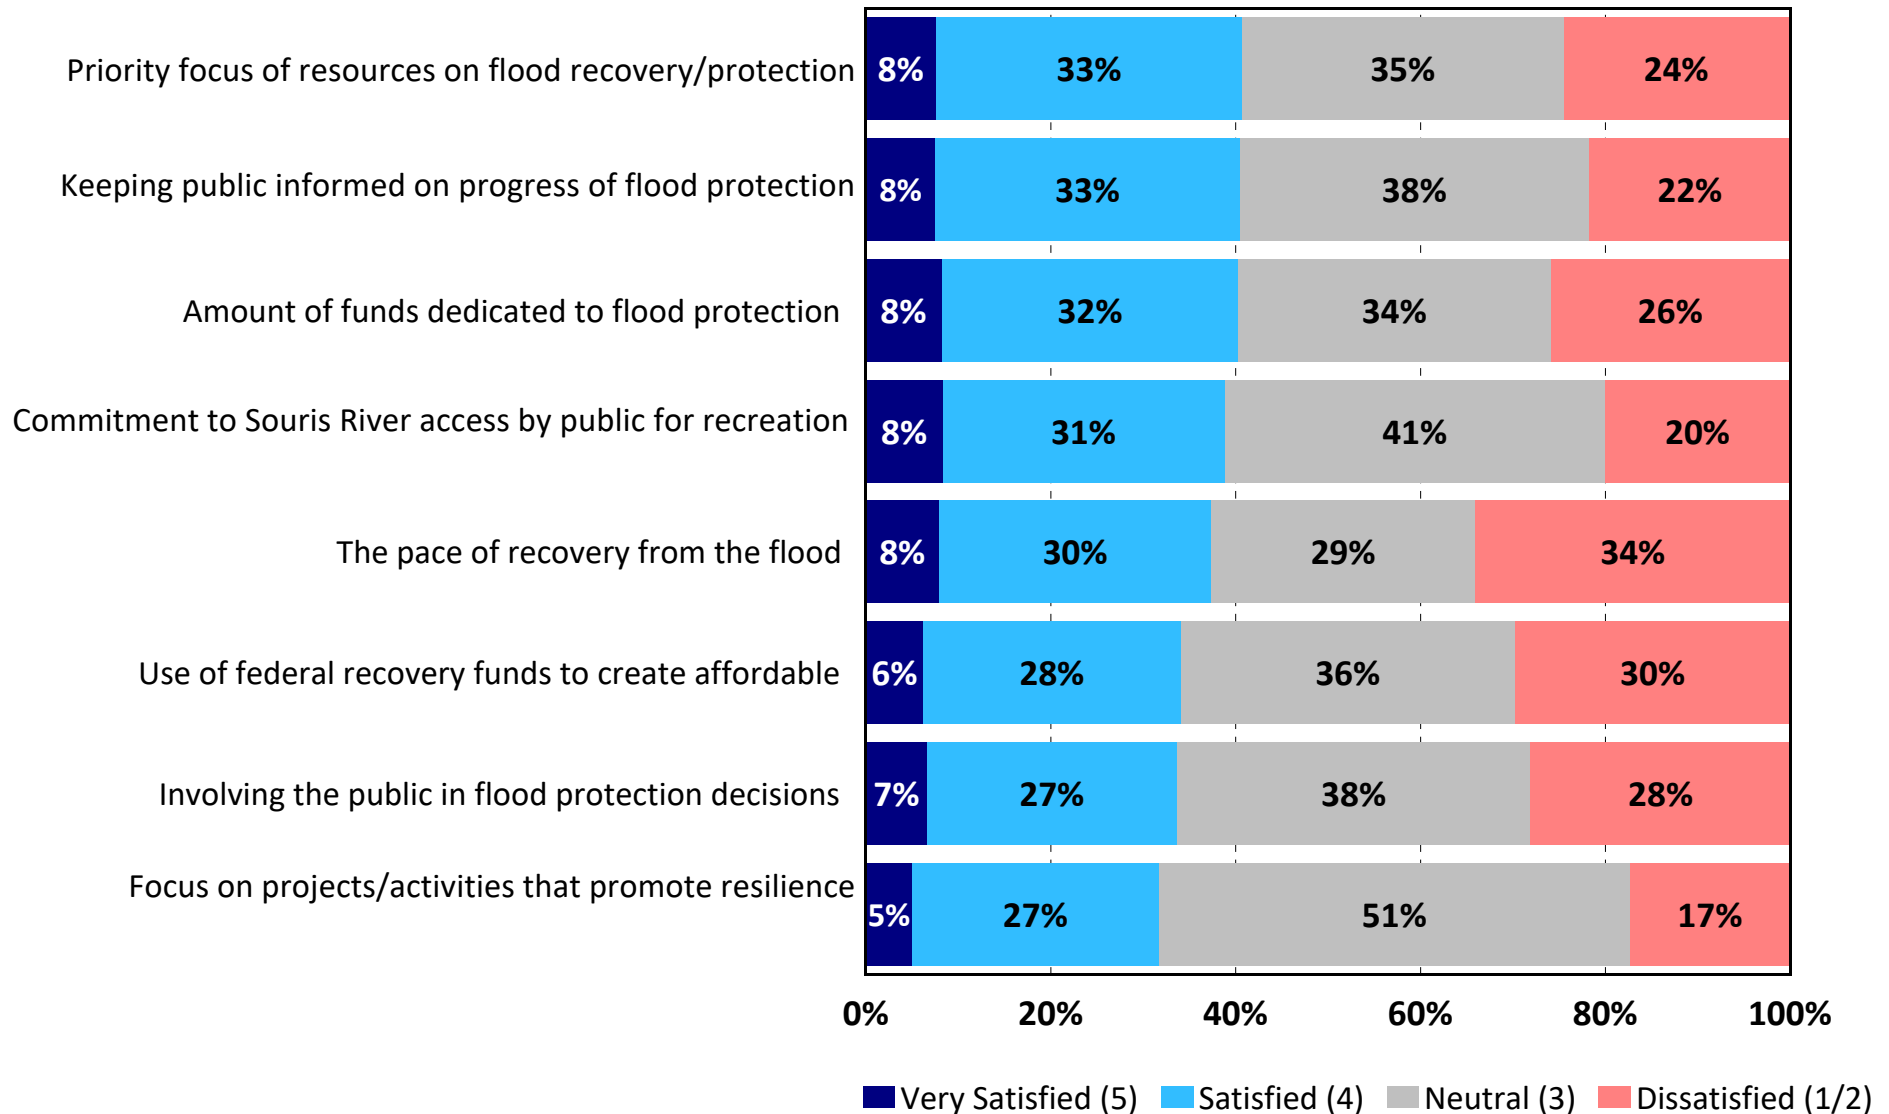 Priority focus of resources on flood recovery/protection 8% 33% 35% 24%
Keeping public informed on progress of flood protection 8% 33% 38% 22%
Amount of funds dedicated to flood protection 8% 32% 34% 26%
Commitment to Souris River access by public for recreation 8% 31% 41% 20%
The pace of recovery from the flood 8% 30% 29% 34%
Use of federal recovery funds to create affordable 6% 28% 36% 30%
Involving the public in flood protection decisions 7% 27% 38% 28%
Focus on projects/activities that promote resilience 5% 27% 51% 17%
0% 20% 40% 60% 80% 100%
Very Satisfied (5) Satisfied (4) Neutral (3) Dissatisfied (1/2)